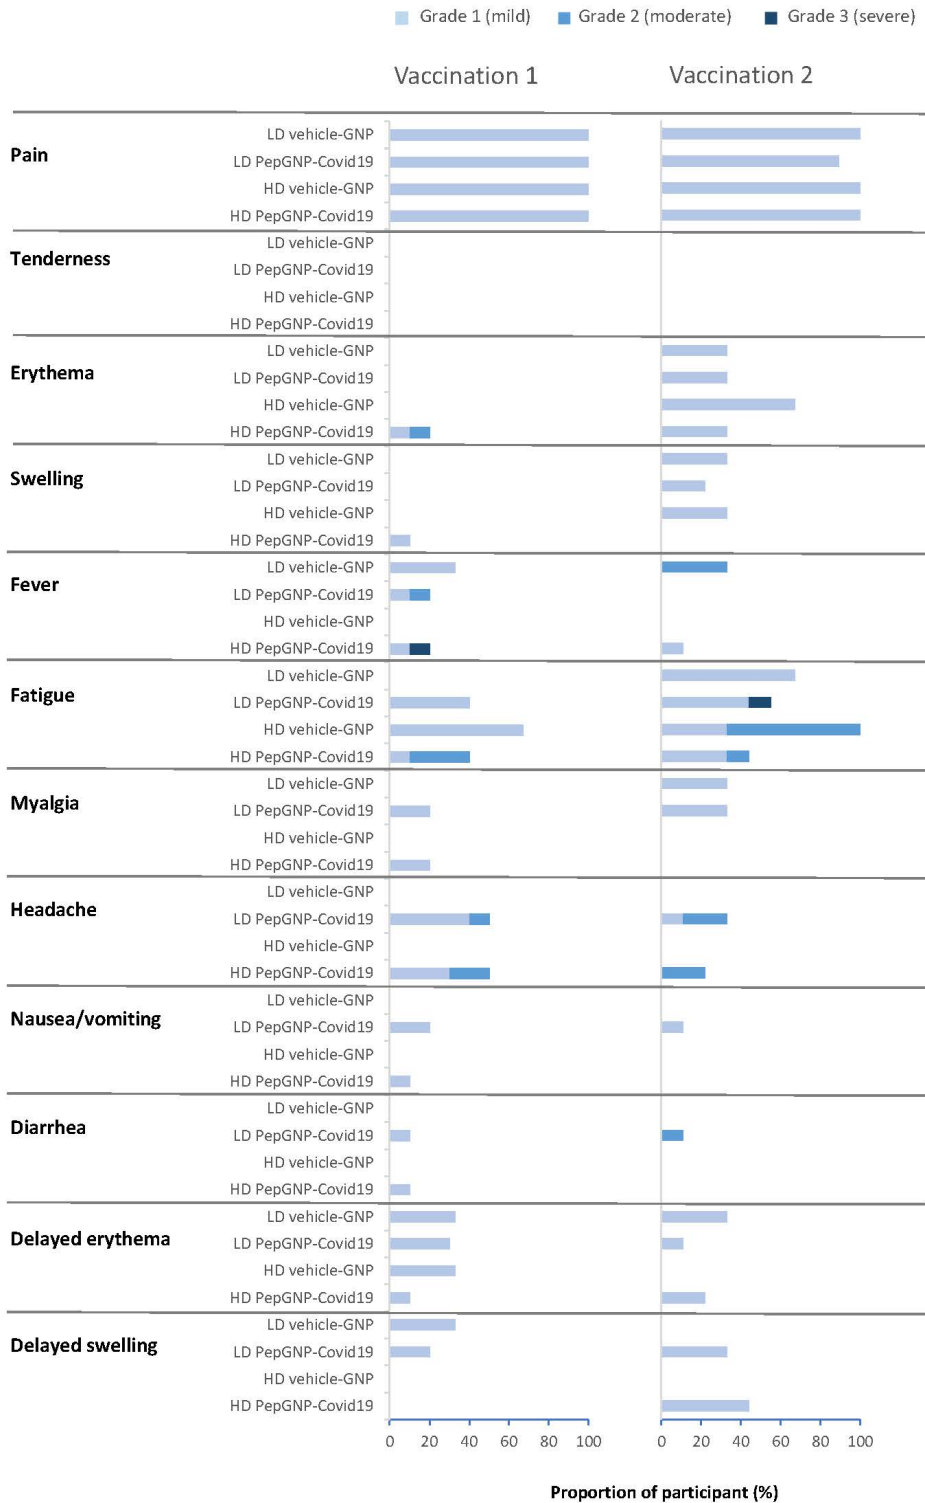 Grade 1 (mild) Grade 2 (moderate) Grade 3 (severe)
Vaccination 1 Vaccination 2
Pain
LD vehicle-GNP
LD PepGNP-Covid19
HD vehicle-GNP
HD PepGNP-Covid19
Tenderness
LD vehicle-GNP
LD PepGNP-Covid19
HD vehicle-GNP
HD PepGNP-Covid19
Erythema
LD vehicle-GNP
LD PepGNP-Covid19
HD vehicle-GNP
HD PepGNP-Covid19
Swelling
LD vehicle-GNP
LD PepGNP-Covid19
HD vehicle-GNP
HD PepGNP-Covid19
Fever
LD vehicle-GNP
LD PepGNP-Covid19
HD vehicle-GNP
HD PepGNP-Covid19
Fatigue
LD vehicle-GNP
LD PepGNP-Covid19
HD vehicle-GNP
HD PepGNP-Covid19
Myalgia
LD vehicle-GNP
LD PepGNP-Covid19
HD vehicle-GNP
HD PepGNP-Covid19
Headache
LD vehicle-GNP
LD PepGNP-Covid19
HD vehicle-GNP
HD PepGNP-Covid19
Nausea/vomiting
LD vehicle-GNP
LD PepGNP-Covid19
HD vehicle-GNP
HD PepGNP-Covid19
Diarrhea
LD vehicle-GNP
LD PepGNP-Covid19
HD vehicle-GNP
HD PepGNP-Covid19
Delayed erythema
LD vehicle-GNP
LD PepGNP-Covid19
HD vehicle-GNP
HD PepGNP-Covid19
Delayed swelling
LD vehicle-GNP
LD PepGNP-Covid19
HD vehicle-GNP
HD PepGNP-Covid19
0 20 40 60 80 100 0 20 40 60 80 100
Proportion of participant (%)